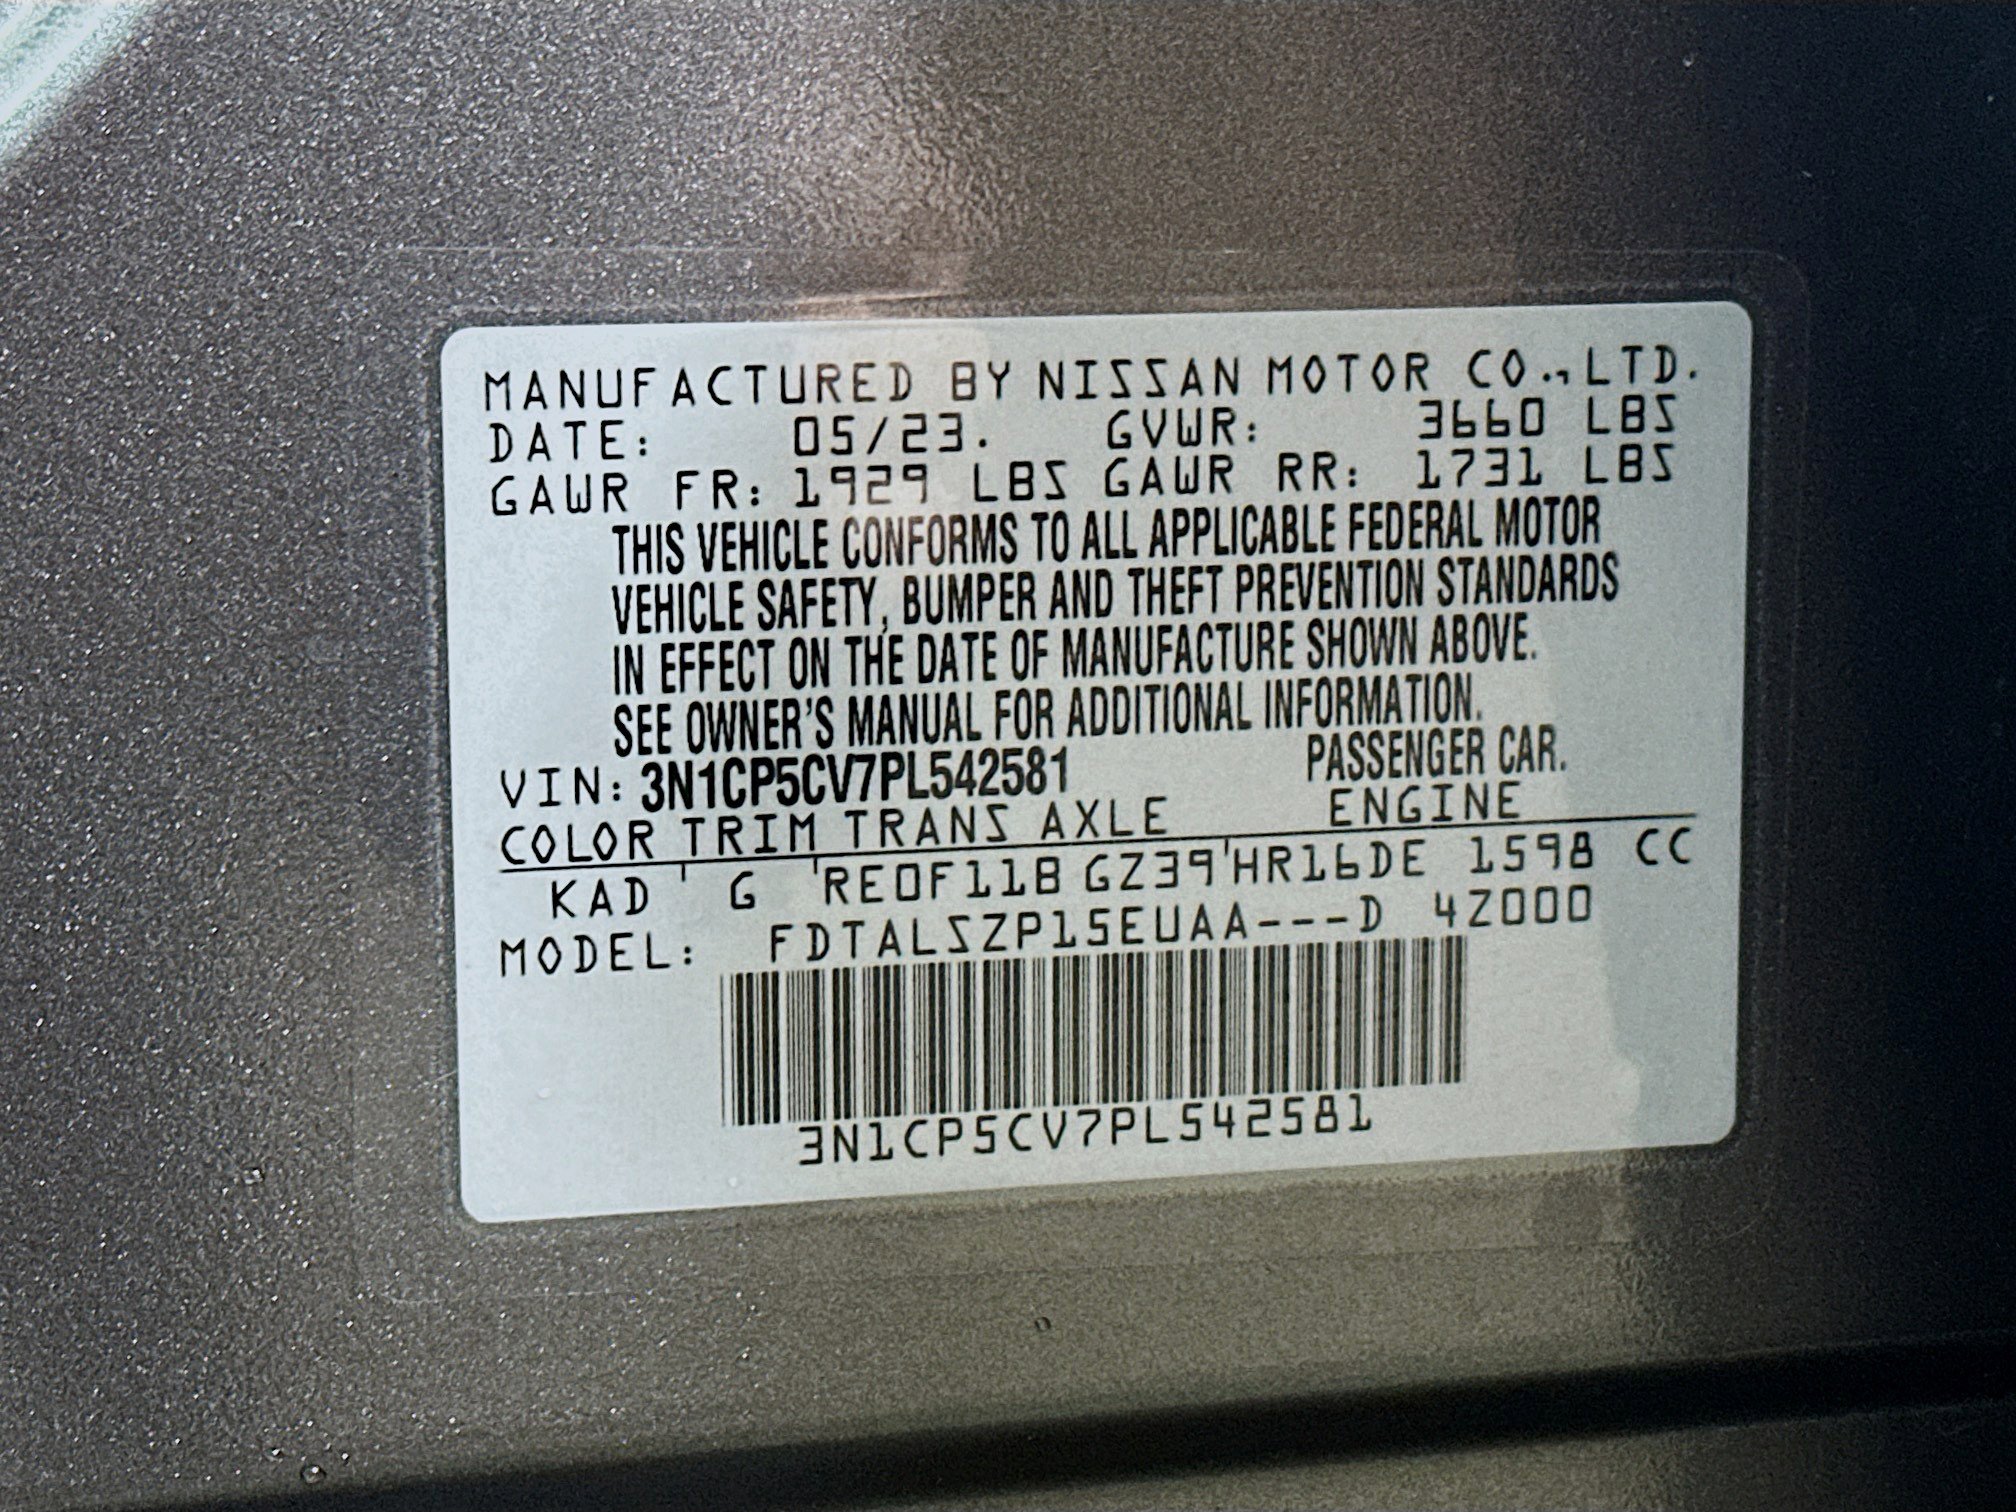 MANUFACTURED BY NISSAN MOTOR CO.,LTD.
DATE: 05/23. GVWR: 3660 LBS
GAWR FR: 1929 LBS GAWR RR: 1731 LBS
THIS VEHICLE CONFORMS TO ALL APPLICABLE FEDERAL MOTOR
VEHICLE SAFETY, BUMPER AND THEFT PREVENTION STANDARDS
IN EFFECT ON THE DATE OF MANUFACTURE SHOWN ABOVE.
SEE OWNER'S MANUAL FOR ADDITIONAL INFORMATION.
VIN: 3N1CP5CV7PL542581 PASSENGER CAR.
COLOR TRIM TRANS AXLE ENGINE
KAD G RE0F11B GZ39 HR16DE 1598 CC
MODEL: FDTALSZP15EUAA---D 4Z000
3N1CP5CV7PL542581